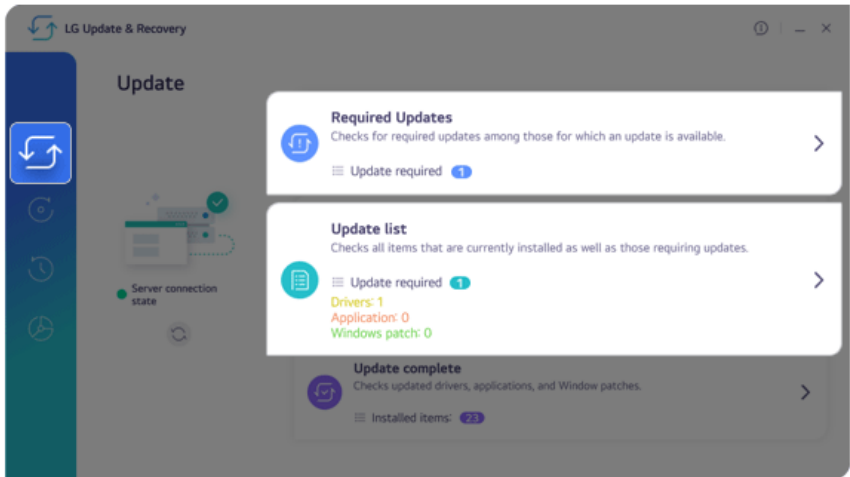 LG Update & Recovery
Update
Required Updates
Checks for required updates among those for which an update is available.
Update required 1
Update list
Checks all items that are currently installed as well as those requiring updates.
Update required 1
Drivers: 1
Application: 0
Windows patch: 0
Server connection
state
Update complete
Checks updated drivers, applications, and Window patches.
Installed items: 23